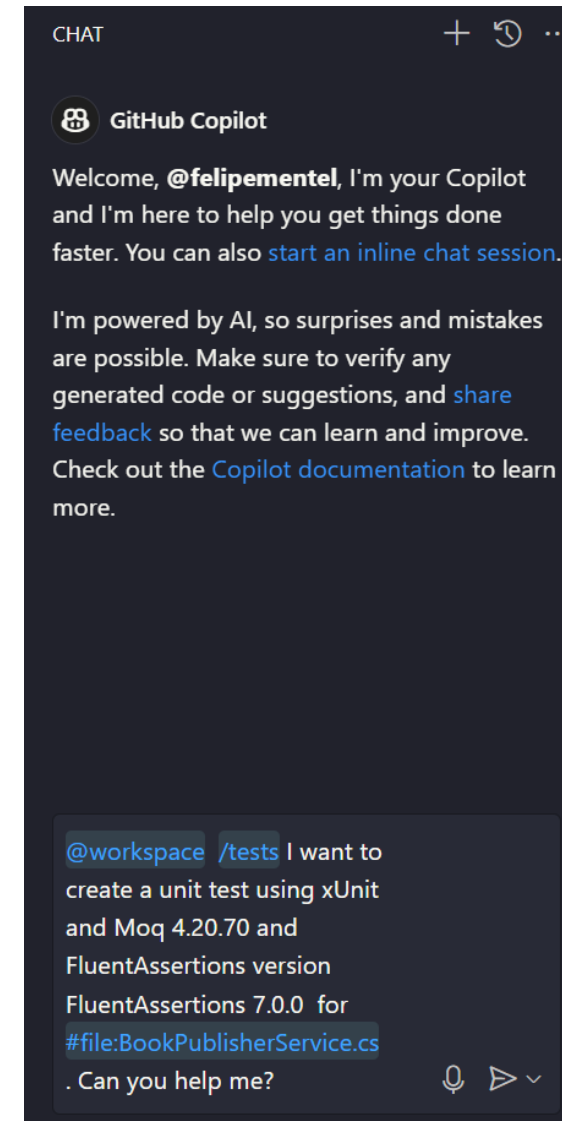 CHAT
GitHub Copilot
Welcome, @felipementel, I'm your Copilot
and I'm here to help you get things done
faster. You can also start an inline chat session.
I'm powered by AI, so surprises and mistakes
are possible. Make sure to verify any
generated code or suggestions, and share
feedback so that we can learn and improve.
Check out the Copilot documentation to learn
more.
@workspace /tests I want to
create a unit test using xUnit
and Moq 4.20.70 and
FluentAssertions version
FluentAssertions 7.0.0  for
#file:BookPublisherService.cs
. Can you help me?